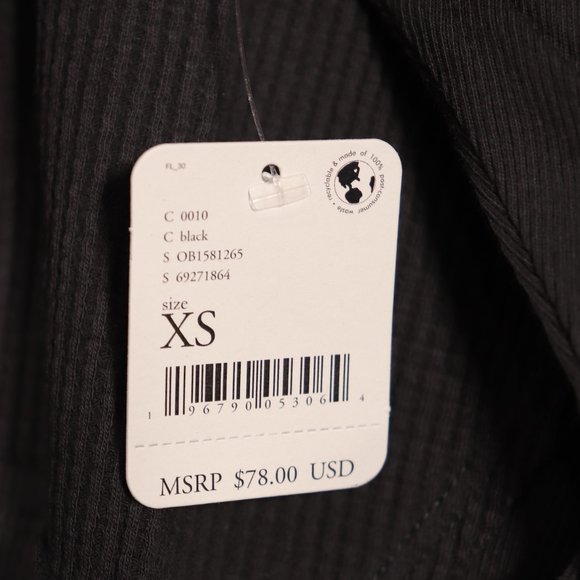 FL_30
recyclable & made of 100% post-consumer waste •
C 0010
C black
S OB1581265
S 69271864
size
XS
1 96790 05306 4
MSRP $78.00 USD